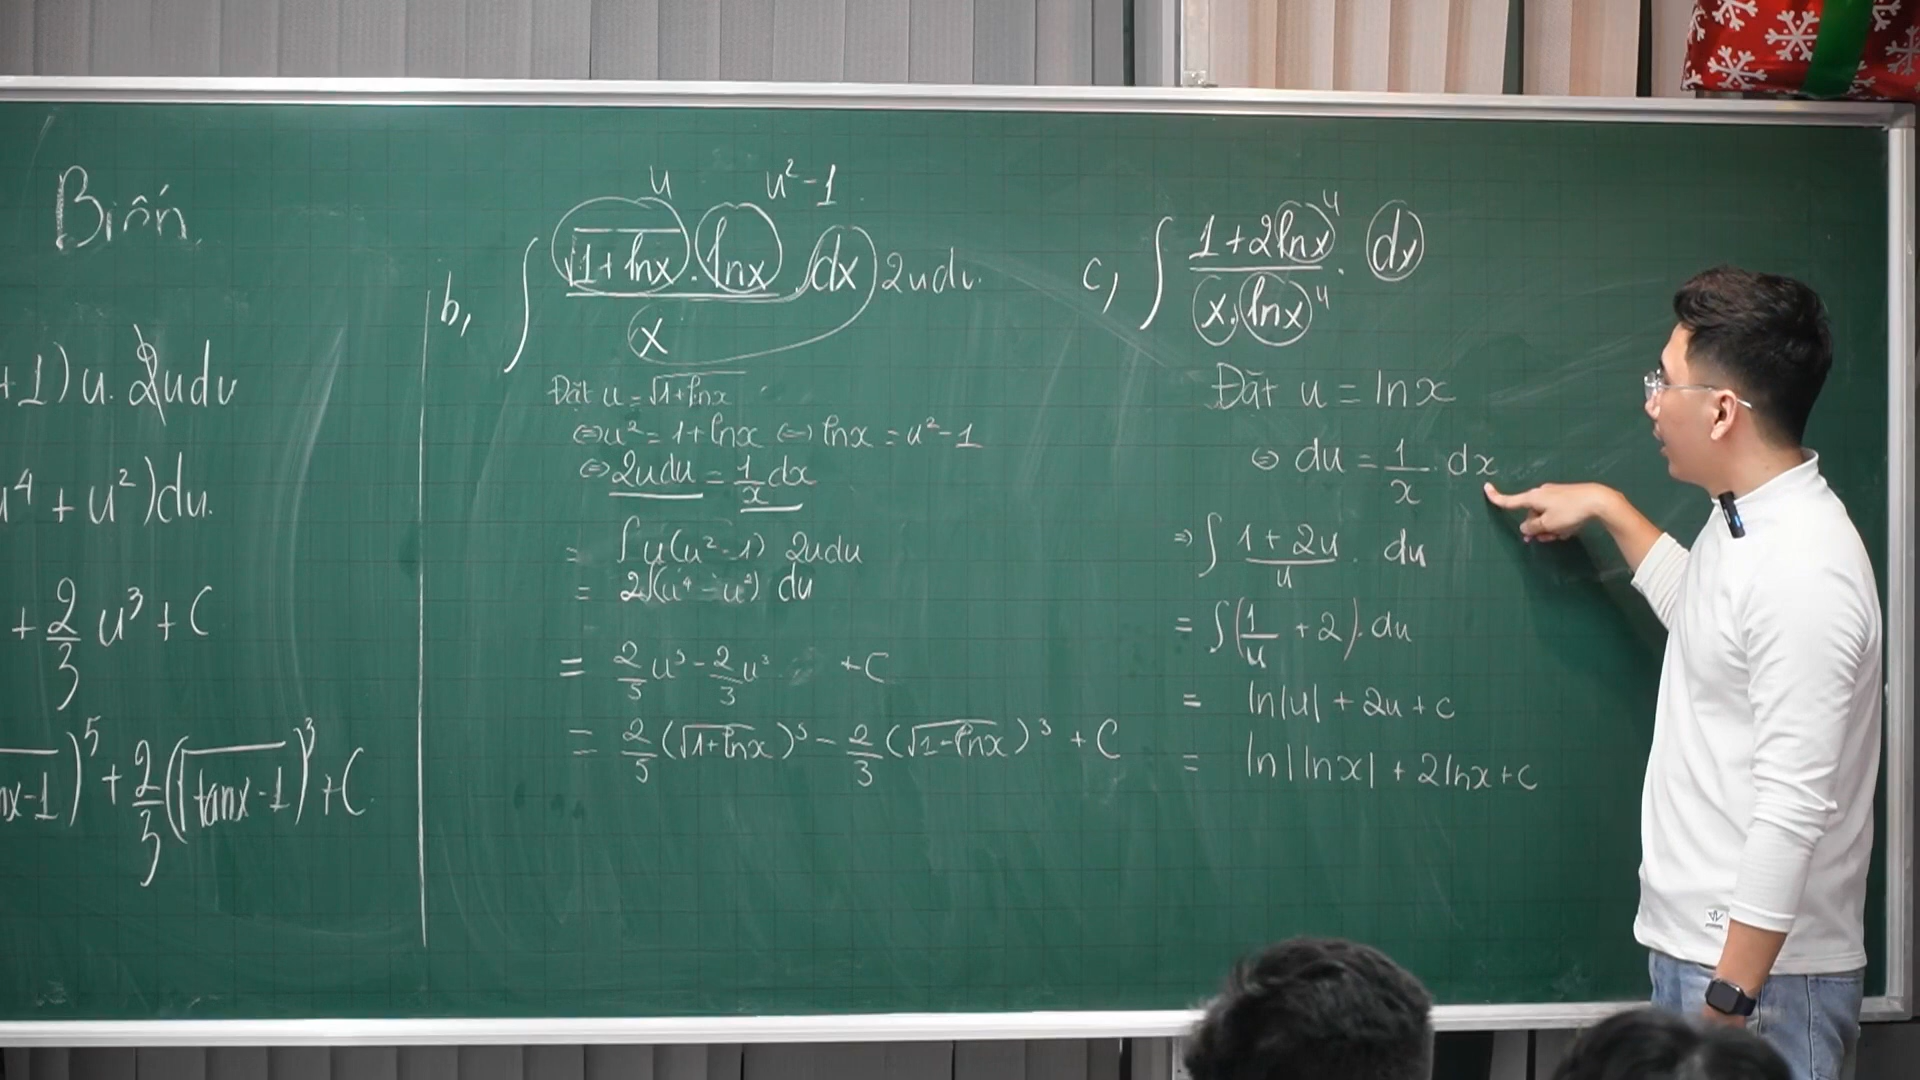 Biến.
+1)u.2udu
u⁴ + u²)du.
+ 2/3 u³ + C
nx-1)⁵ + 2/3 (√tanx-1)³ + C.
u u²-1
b, ∫ √1+lnx . lnx . dx / x 2udu.
Đặt u = √1+lnx
⇔ u² = 1+lnx ⇔ lnx = u²-1
⇔ 2udu = 1/x dx
= ∫ u(u²-1) 2udu
= 2∫(u⁴ - u²) du
= 2/5 u⁵ - 2/3 u³ + C
= 2/5 (√1+lnx)⁵ - 2/3 (√1-lnx)³ + C
c, ∫ 1+2lnx u / x.lnx u . dx
Đặt u = lnx
⇔ du = 1/x . dx
⇒ ∫ 1+2u / u . du
= ∫(1/u + 2).du
= ln|u| + 2u + c
= ln|lnx| + 2lnx + c